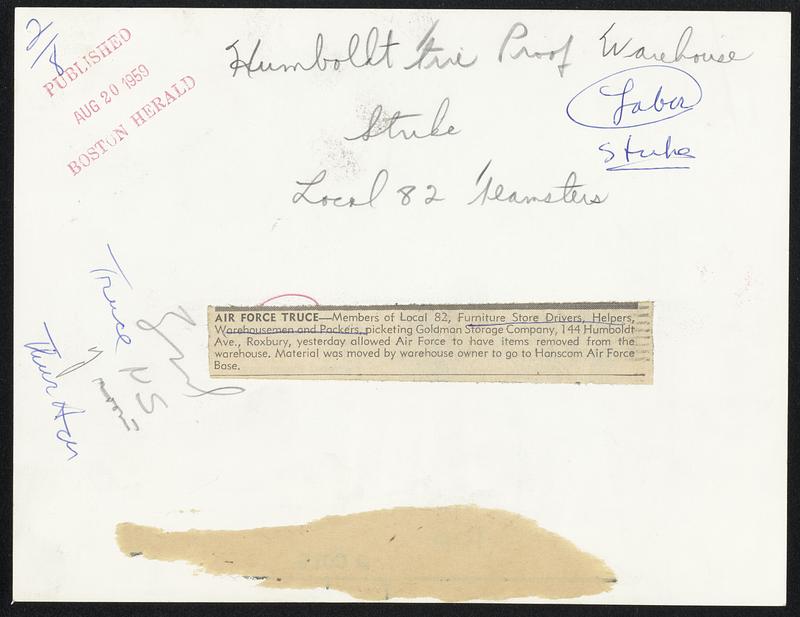 2/8
PUBLISHED
AUG 20 1959
BOSTON HERALD
Humboldt Fire Proof Warehouse
Strike
Local 82 Teamsters
Labor
Strike
AIR FORCE TRUCE—Members of Local 82, Furniture Store Drivers, Helpers,
Warehousemen and Packers, picketing Goldman Storage Company, 144 Humboldt
Ave., Roxbury, yesterday allowed Air Force to have items removed from the
warehouse. Material was moved by warehouse owner to go to Hanscom Air Force
Base.
Truce
NS